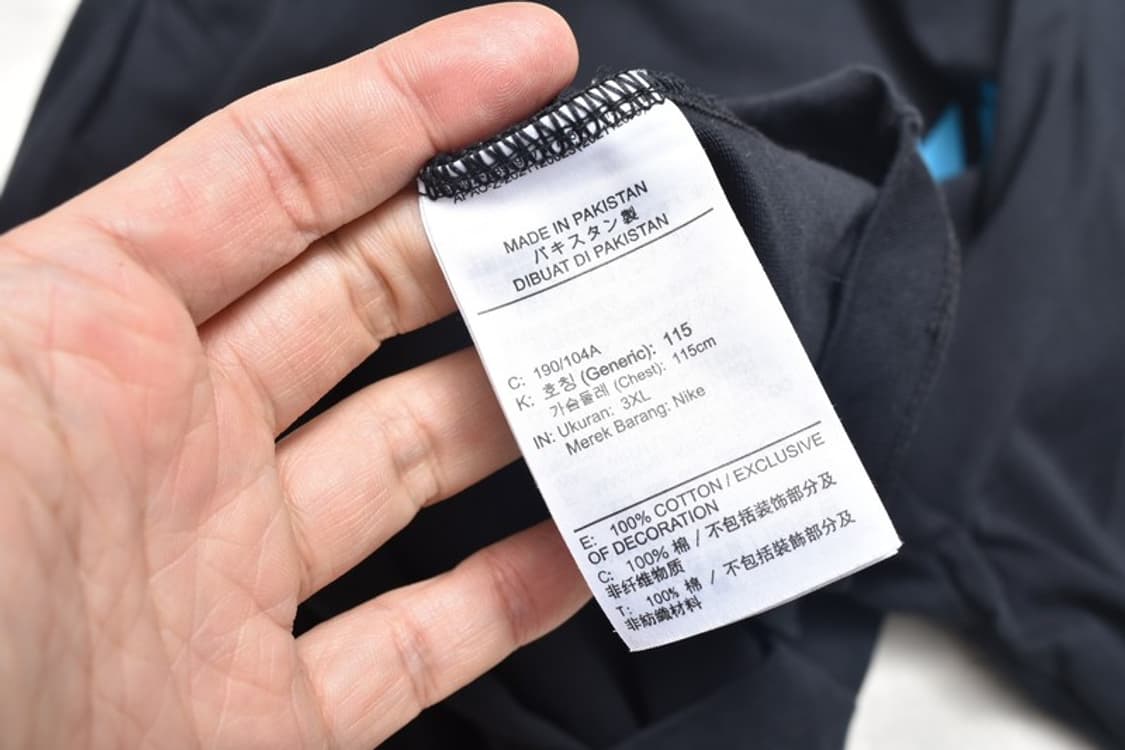 MADE IN PAKISTAN
パキスタン製
DIBUAT DI PAKISTAN
C: 190/104A
K: 호칭 (Generic): 115
가슴둘레 (Chest): 115cm
IN: Ukuran: 3XL
Merek Barang: Nike
E: 100% COTTON / EXCLUSIVE
OF DECORATION
C: 100% 棉 / 不包括装饰部分及
非纤维物质
T: 100% 棉 / 不包括裝飾部分及
非紡織材料